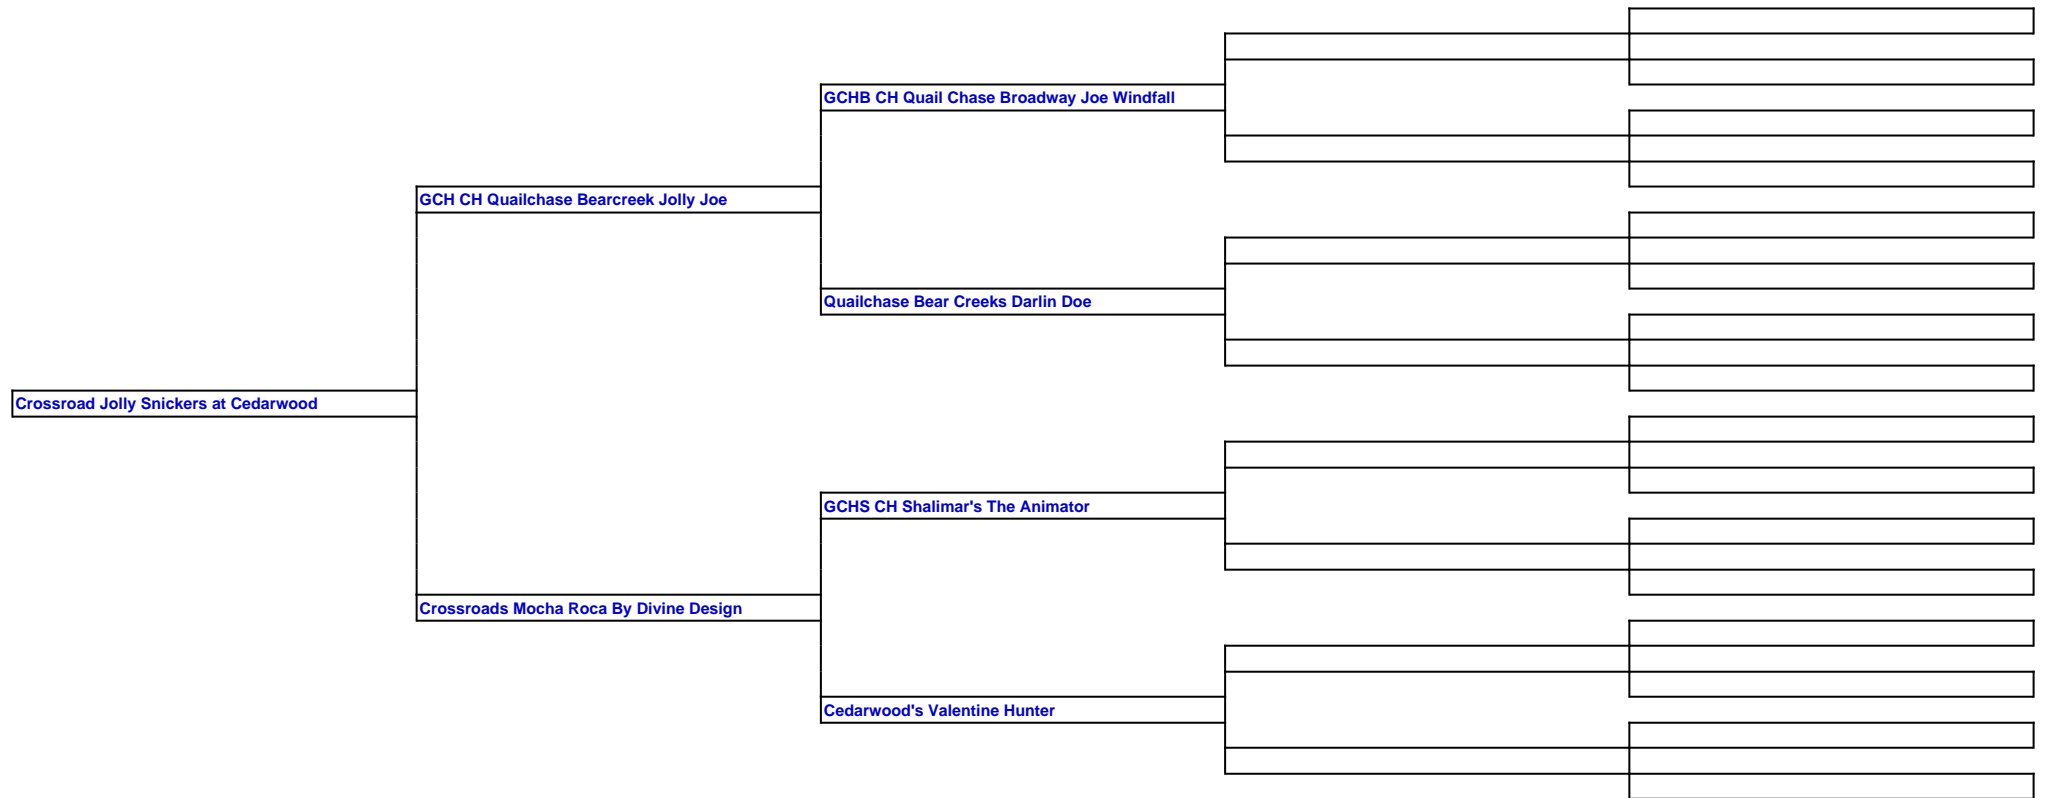 GCHB CH Quail Chase Broadway Joe Windfall
GCH CH Quailchase Bearcreek Jolly Joe
Quailchase Bear Creeks Darlin Doe
Crossroad Jolly Snickers at Cedarwood
GCHS CH Shalimar's The Animator
Crossroads Mocha Roca By Divine Design
Cedarwood's Valentine Hunter